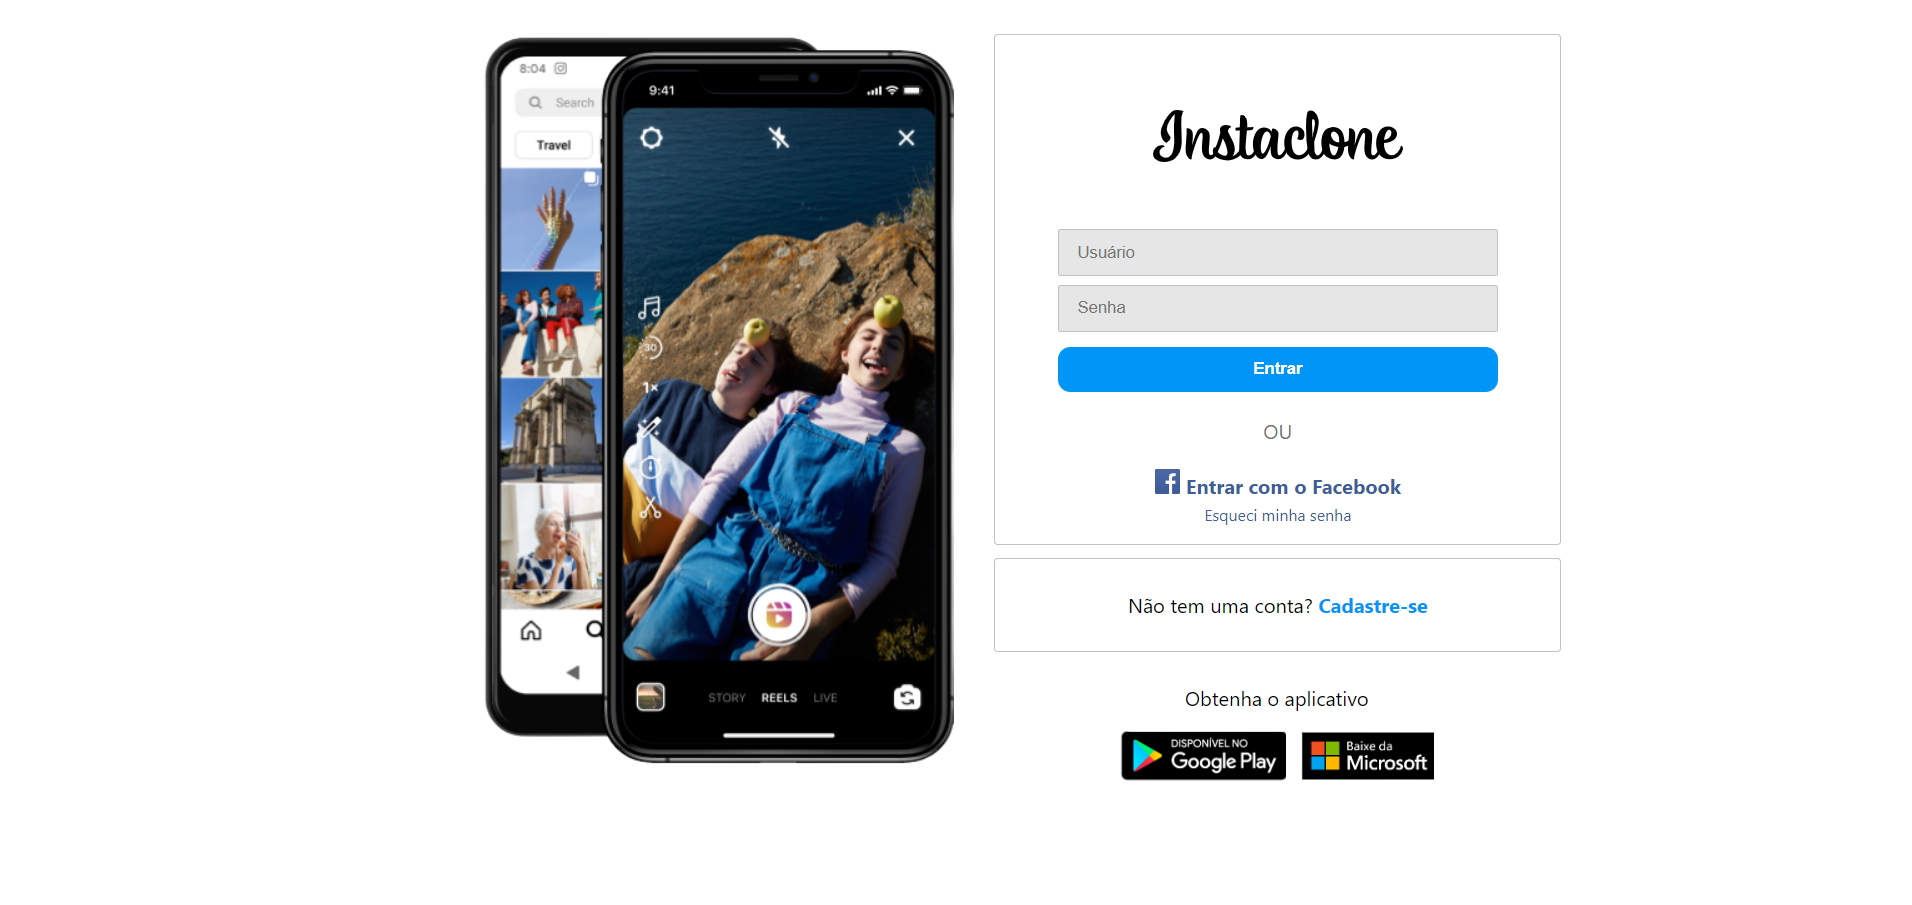 8:04
Search
Travel
9:41
30
1×
STORY REELS LIVE
Instaclone
Usuário
Senha
Entrar
OU
Entrar com o Facebook
Esqueci minha senha
Não tem uma conta? Cadastre-se
Obtenha o aplicativo
DISPONÍVEL NO
Google Play
Baixe da
Microsoft